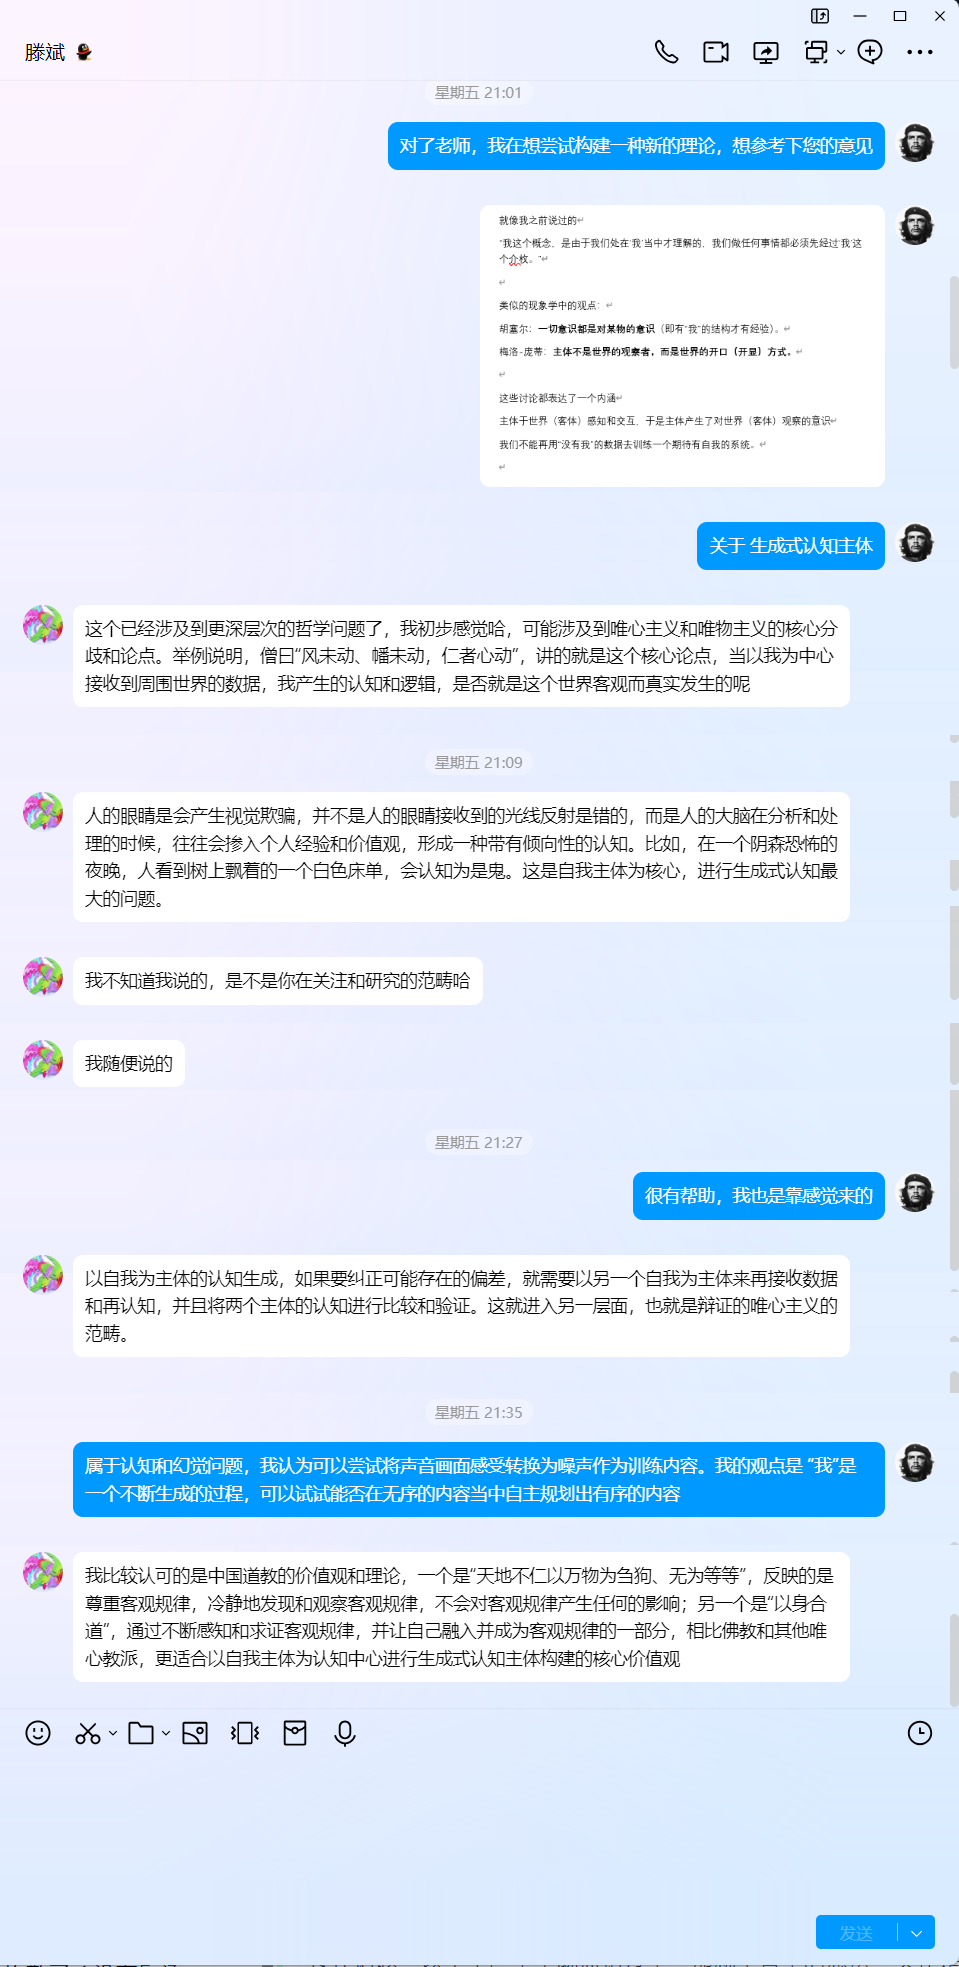 滕斌
星期五 21:01
对了老师，我在想尝试构建一种新的理论，想参考下您的意见
就像我之前说过的↵
“我这个概念，是由于我们处在‘我’当中才理解的，我们做任何事情都必须先经过‘我’这
个介枚。”↵
↵
类似的现象学中的观点：↵
胡塞尔：一切意识都是对某物的意识（即有“我”的结构才有经验）。↵
梅洛-庞蒂：主体不是世界的观察者，而是世界的开口（开显）方式。↵
↵
这些讨论都表达了一个内涵↵
主体于世界（客体）感知和交互，于是主体产生了对世界（客体）观察的意识↵
我们不能再用“没有我”的数据去训练一个期待有自我的系统。↵
↵
关于 生成式认知主体
这个已经涉及到更深层次的哲学问题了，我初步感觉哈，可能涉及到唯心主义和唯物主义的核心分
歧和论点。举例说明，僧曰“风未动、幡未动，仁者心动”，讲的就是这个核心论点，当以我为中心
接收到周围世界的数据，我产生的认知和逻辑，是否就是这个世界客观而真实发生的呢
星期五 21:09
人的眼睛是会产生视觉欺骗，并不是人的眼睛接收到的光线反射是错的，而是人的大脑在分析和处
理的时候，往往会掺入个人经验和价值观，形成一种带有倾向性的认知。比如，在一个阴森恐怖的
夜晚，人看到树上飘着的一个白色床单，会认知为是鬼。这是自我主体为核心，进行生成式认知最
大的问题。
我不知道我说的，是不是你在关注和研究的范畴哈
我随便说的
星期五 21:27
很有帮助，我也是靠感觉来的
以自我为主体的认知生成，如果要纠正可能存在的偏差，就需要以另一个自我为主体来再接收数据
和再认知，并且将两个主体的认知进行比较和验证。这就进入另一层面，也就是辩证的唯心主义的
范畴。
星期五 21:35
属于认知和幻觉问题，我认为可以尝试将声音画面感受转换为噪声作为训练内容。我的观点是 “我”是
一个不断生成的过程，可以试试能否在无序的内容当中自主规划出有序的内容
我比较认可的是中国道教的价值观和理论，一个是“天地不仁以万物为刍狗、无为等等”，反映的是
尊重客观规律，冷静地发现和观察客观规律，不会对客观规律产生任何的影响；另一个是“以身合
道”，通过不断感知和求证客观规律，并让自己融入并成为客观规律的一部分，相比佛教和其他唯
心教派，更适合以自我主体为认知中心进行生成式认知主体构建的核心价值观
发送